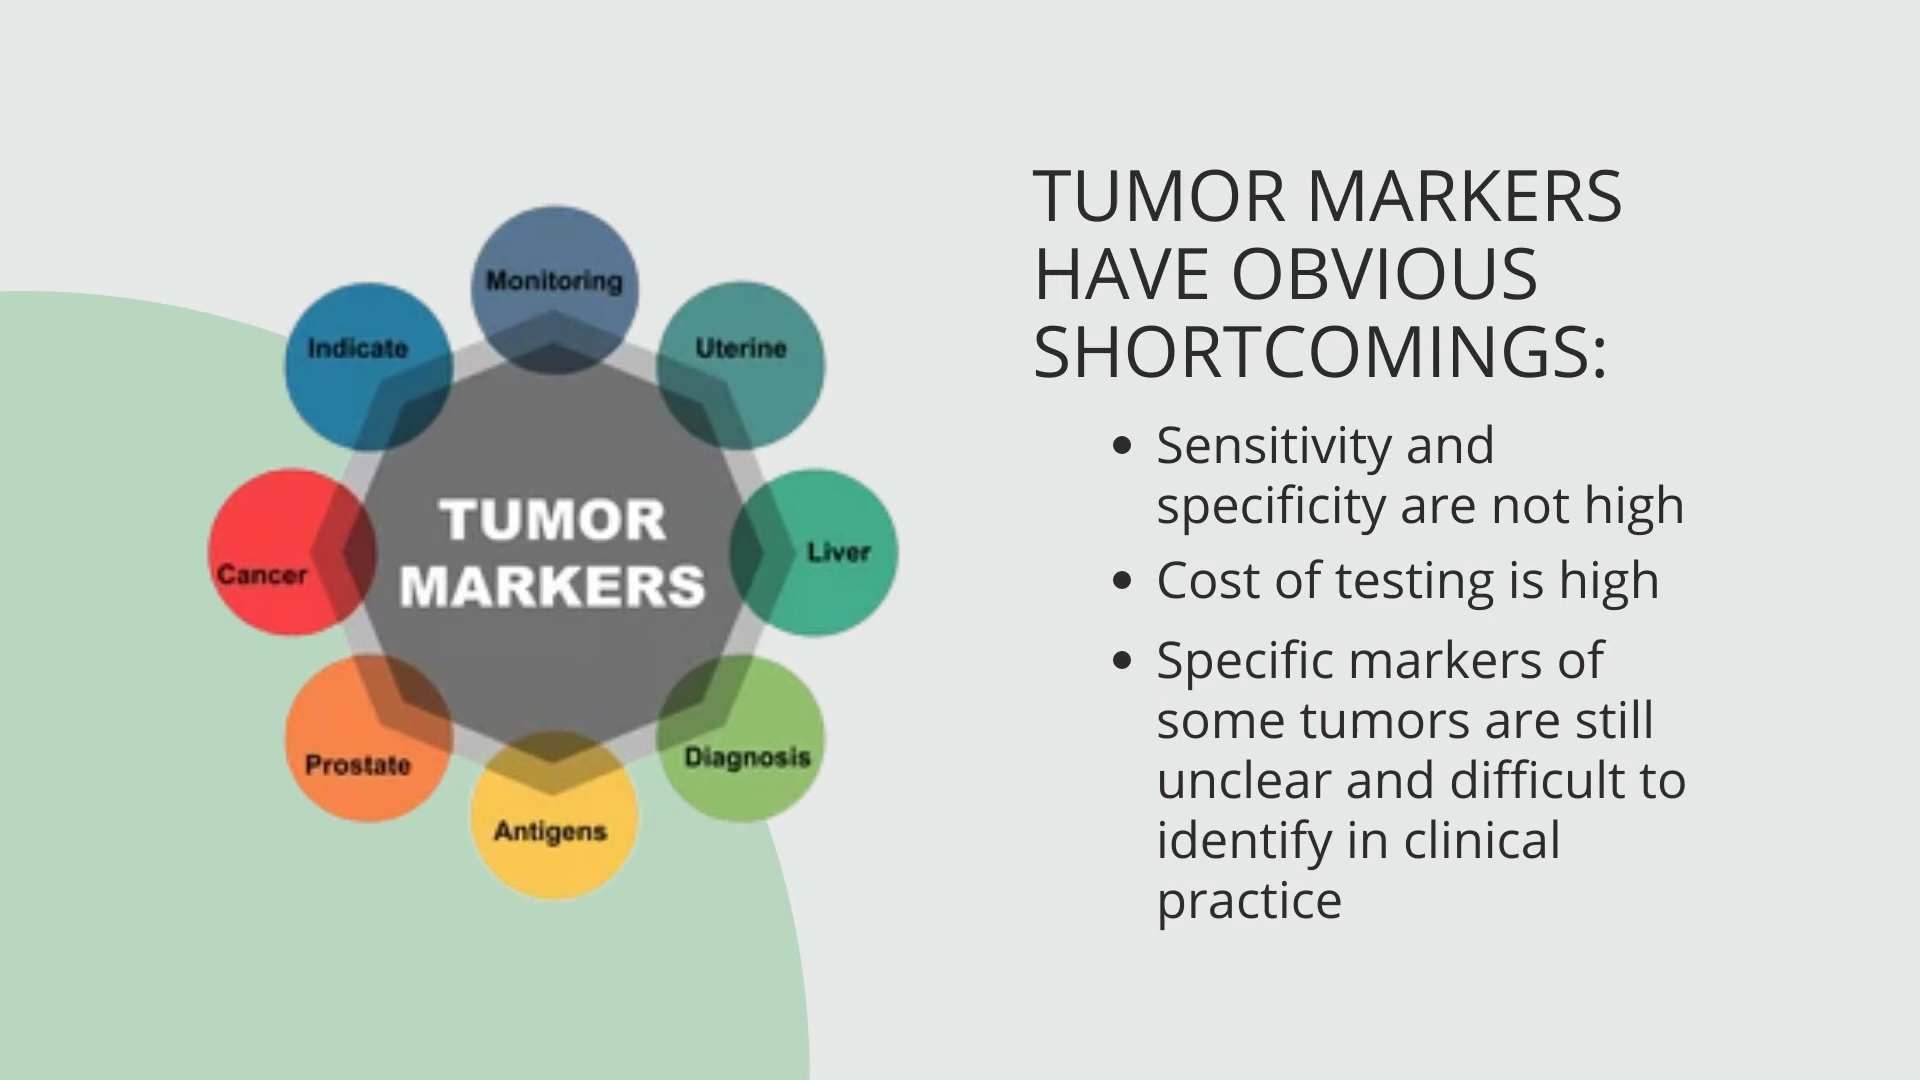 Monitoring
Indicate
Uterine
TUMOR
MARKERS
Cancer
Liver
Prostate
Diagnosis
Antigens
TUMOR MARKERS
HAVE OBVIOUS
SHORTCOMINGS:
• Sensitivity and
specificity are not high
• Cost of testing is high
• Specific markers of
some tumors are still
unclear and difficult to
identify in clinical
practice